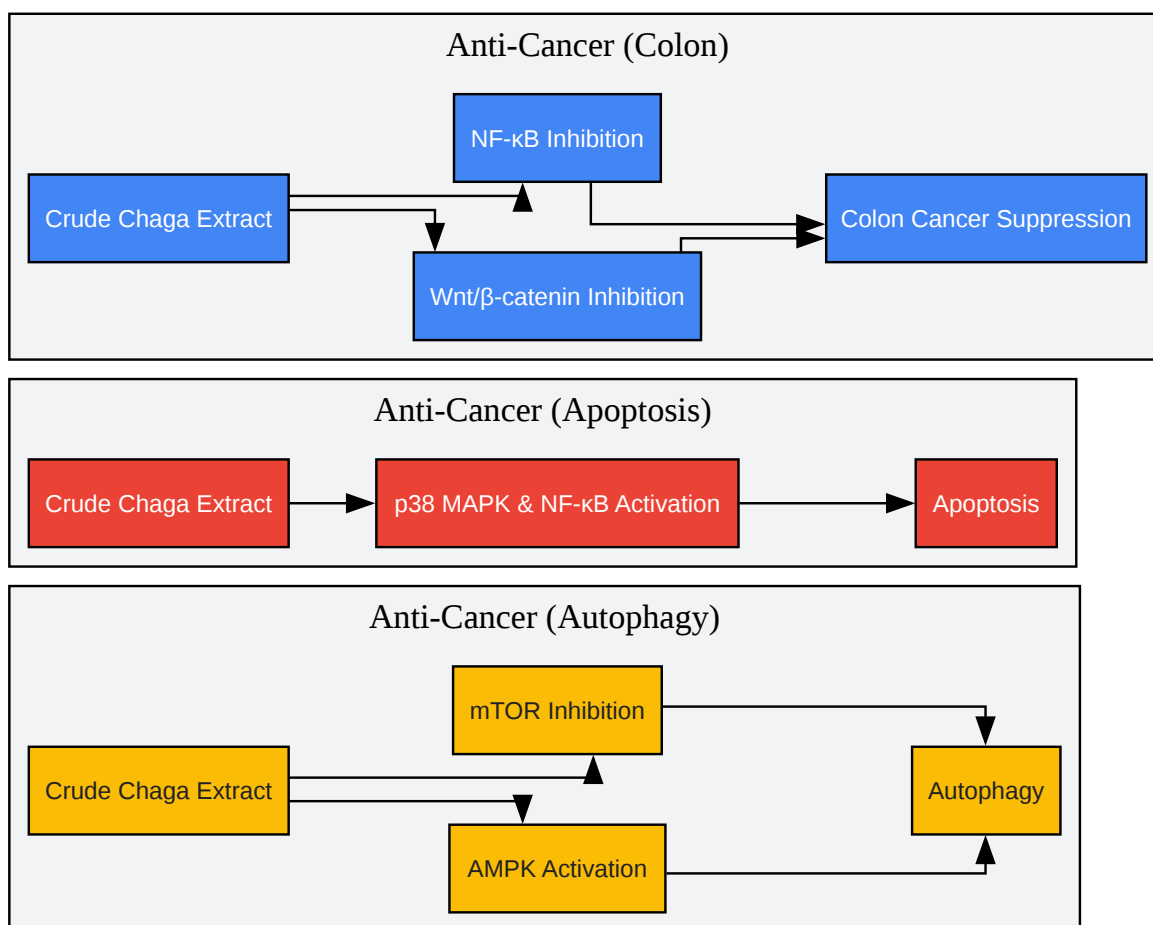 Anti-Cancer (Colon)
NF-κB Inhibition
Crude Chaga Extract
Colon Cancer Suppression
Wnt/β-catenin Inhibition
Anti-Cancer (Apoptosis)
Crude Chaga Extract
p38 MAPK & NF-κB Activation
Apoptosis
Anti-Cancer (Autophagy)
mTOR Inhibition
Crude Chaga Extract
Autophagy
AMPK Activation